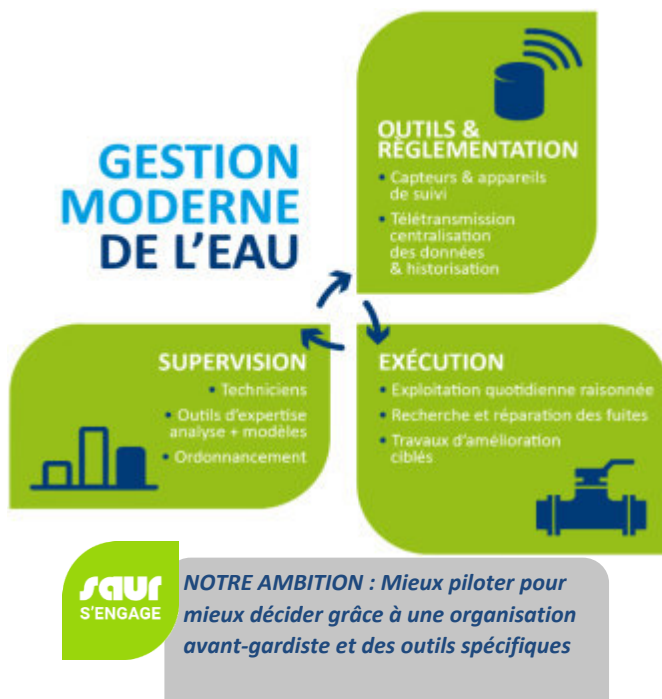 GESTION
MODERNE
DE L'EAU
OUTILS &
RÈGLEMENTATION
• Capteurs & appareils
de suivi
• Télétransmission
centralisation
des données
& historisation
SUPERVISION
• Techniciens
• Outils d'expertise
analyse + modèles
• Ordonnancement
EXÉCUTION
• Exploitation quotidienne raisonnée
• Recherche et réparation des fuites
• Travaux d'amélioration
ciblés
saur
S'ENGAGE
NOTRE AMBITION : Mieux piloter pour
mieux décider grâce à une organisation
avant-gardiste et des outils spécifiques